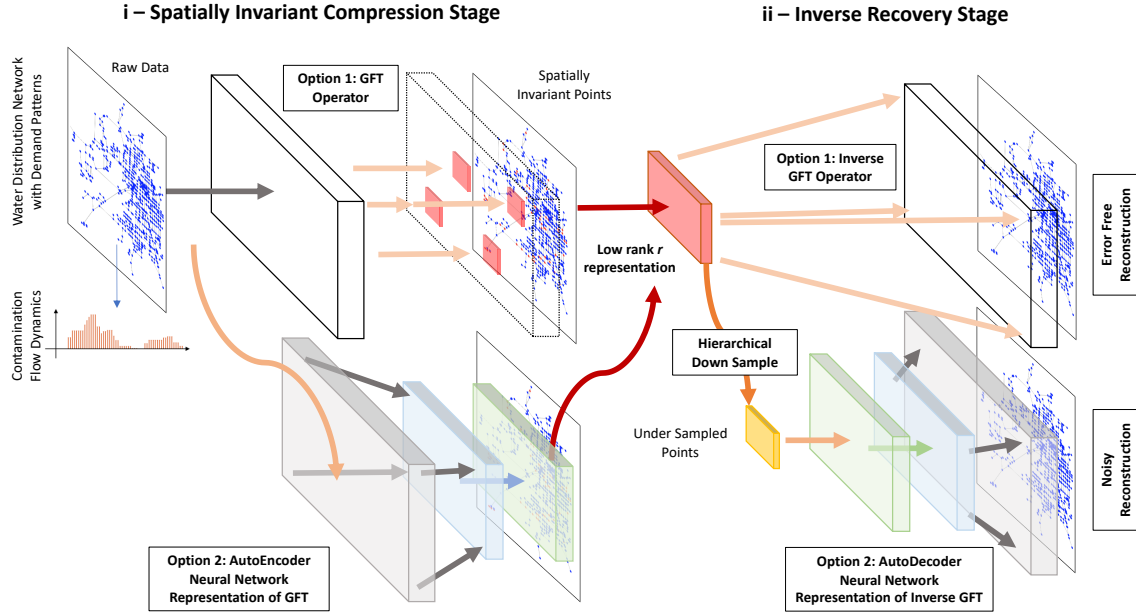 i – Spatially Invariant Compression Stage
ii – Inverse Recovery Stage
Water Distribution Network
with Demand Patterns
Raw Data
Option 1: GFT
Operator
Spatially
Invariant Points
Option 1: Inverse
GFT Operator
Error Free
Reconstruction
Low rank r
representation
Contamination
Flow Dynamics
Hierarchical
Down Sample
Under Sampled
Points
Noisy
Reconstruction
Option 2: AutoEncoder
Neural Network
Representation of GFT
Option 2: AutoDecoder
Neural Network
Representation of Inverse GFT